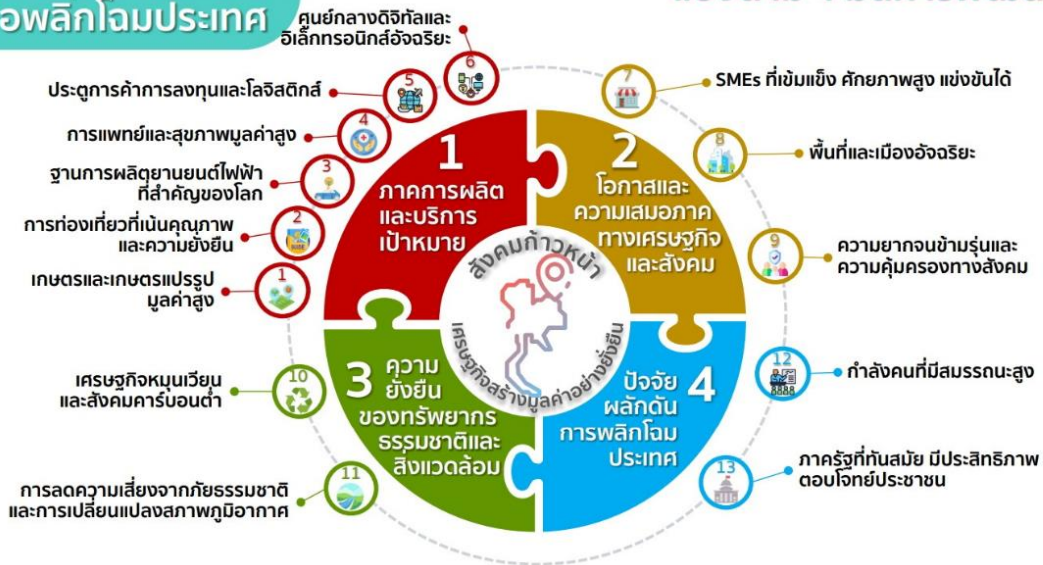 อพลิกโฉมประเทศ
1
ภาคการผลิต
และบริการ
เป้าหมาย
6
ศูนย์กลางดิจิทัลและ
อิเล็กทรอนิกส์อัจฉริยะ
5
ประตูการค้าการลงทุนและโลจิสติกส์
4
การแพทย์และสุขภาพมูลค่าสูง
3
ฐานการผลิตยานยนต์ไฟฟ้า
ที่สำคัญของโลก
2
การท่องเที่ยวที่เน้นคุณภาพ
และความยั่งยืน
1
เกษตรและเกษตรแปรรูป
มูลค่าสูง
2
โอกาสและ
ความเสมอภาค
ทางเศรษฐกิจ
และสังคม
7
SMEs ที่เข้มแข็ง ศักยภาพสูง แข่งขันได้
8
พื้นที่และเมืองอัจฉริยะ
9
ความยากจนข้ามรุ่นและ
ความคุ้มครองทางสังคม
สังคมก้าวหน้า
เศรษฐกิจสร้างมูลค่าอย่างยั่งยืน
3
ความ
ยั่งยืน
ของทรัพยากร
ธรรมชาติและ
สิ่งแวดล้อม
10
เศรษฐกิจหมุนเวียน
และสังคมคาร์บอนต่ำ
11
การลดความเสี่ยงจากภัยธรรมชาติ
และการเปลี่ยนแปลงสภาพภูมิอากาศ
4
ปัจจัย
ผลักดัน
การพลิกโฉม
ประเทศ
12
กำลังคนที่มีสมรรถนะสูง
13
ภาครัฐที่ทันสมัย มีประสิทธิภาพ
ตอบโจทย์ประชาชน